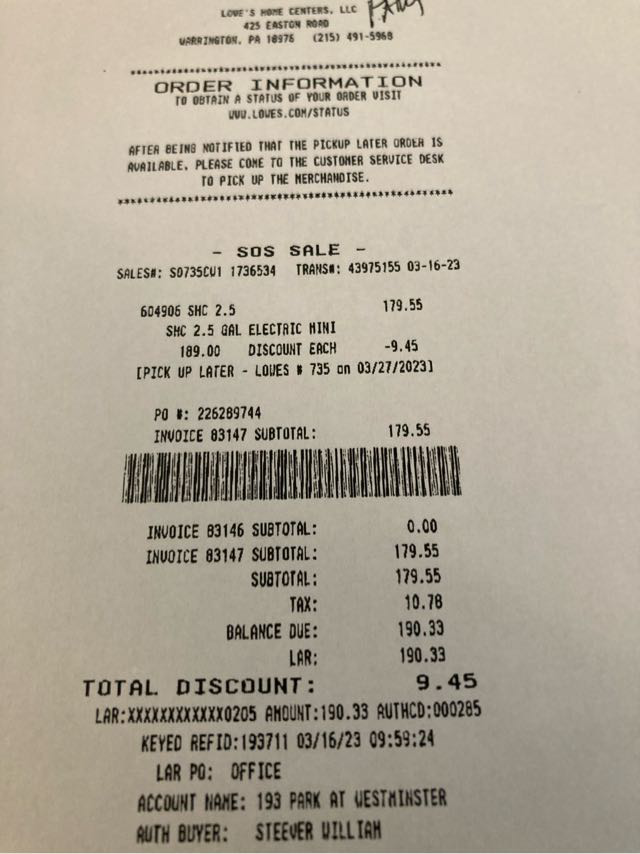 LOWE'S HOME CENTERS, LLC
425 EASTON ROAD
WARRINGTON, PA 18976 (215) 491-5968
****************************************
ORDER INFORMATION
TO OBTAIN A STATUS OF YOUR ORDER VISIT
WWW.LOWES.COM/STATUS
AFTER BEING NOTIFIED THAT THE PICKUP LATER ORDER IS
AVAILABLE, PLEASE COME TO THE CUSTOMER SERVICE DESK
TO PICK UP THE MERCHANDISE.
****************************************
- SOS SALE -
SALES#: S0735CW1 1736534 TRANS#: 43975155 03-16-23
604906 SHC 2.5 179.55
SHC 2.5 GAL ELECTRIC MINI
189.00 DISCOUNT EACH -9.45
[PICK UP LATER - LOWES # 735 on 03/27/2023]
PO #: 226289744
INVOICE 83147 SUBTOTAL: 179.55
INVOICE 83146 SUBTOTAL: 0.00
INVOICE 83147 SUBTOTAL: 179.55
SUBTOTAL: 179.55
TAX: 10.78
BALANCE DUE: 190.33
LAR: 190.33
TOTAL DISCOUNT: 9.45
LAR:XXXXXXXXXXXX0205 AMOUNT:190.33 AUTHCD:000285
KEYED REFID:193711 03/16/23 09:59:24
LAR PO: OFFICE
ACCOUNT NAME: 193 PARK AT WESTMINSTER
AUTH BUYER: STEEVER WILLIAM